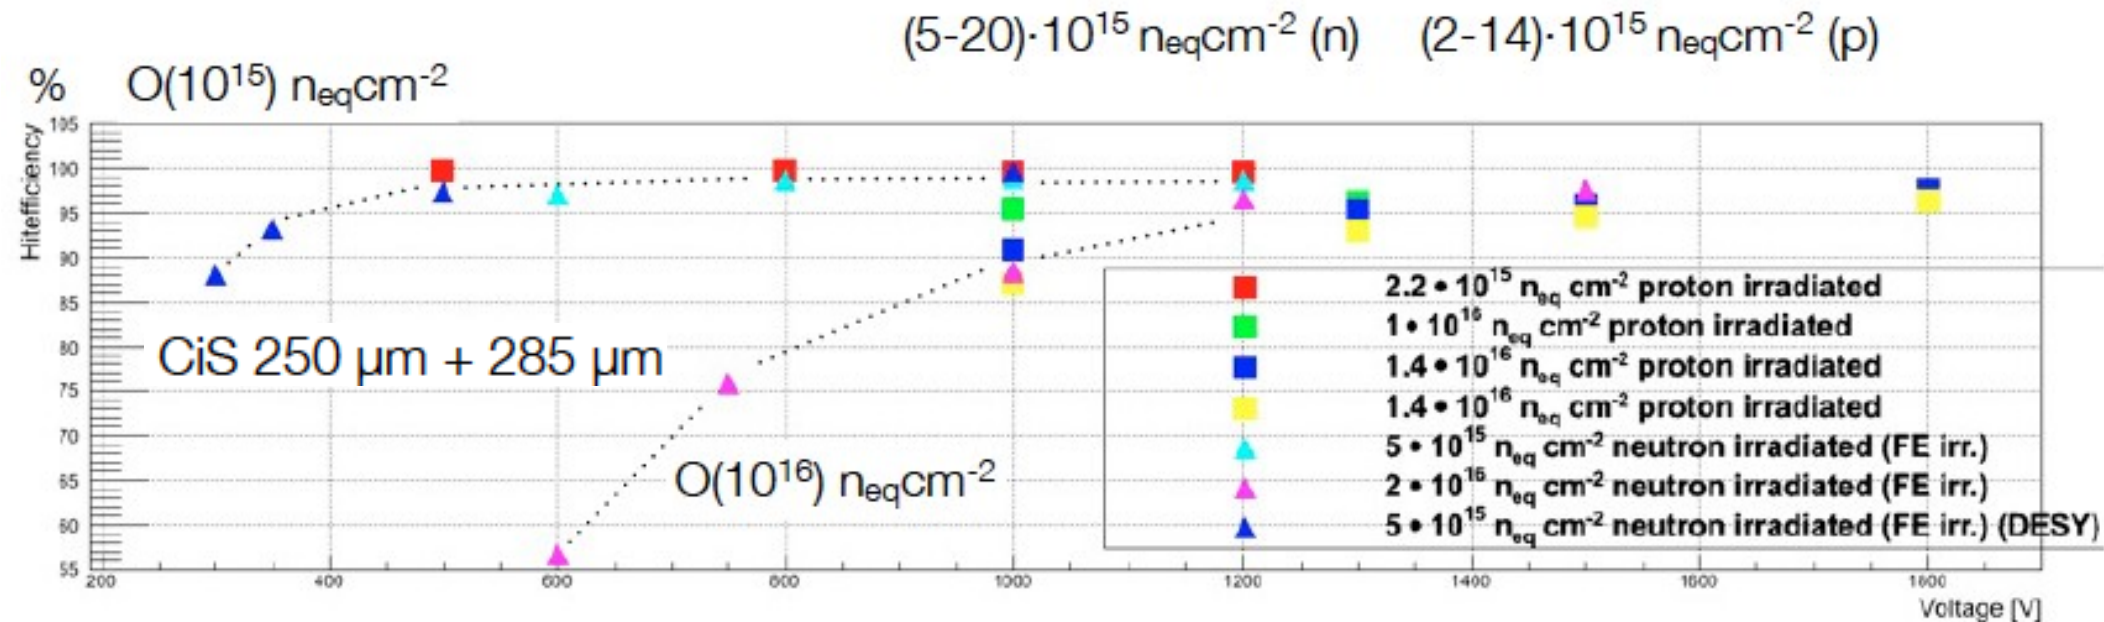 (5-20)·10¹⁵ n_eqcm⁻² (n) (2-14)·10¹⁵ n_eqcm⁻² (p)
% O(10¹⁵) n_eqcm⁻²
Hitefficiency
105
100
95
90
85
80
75
70
65
60
55
CiS 250 µm + 285 µm
O(10¹⁶) n_eqcm⁻²
2.2 • 10¹⁵ n_eq cm⁻² proton irradiated
1 • 10¹⁶ n_eq cm⁻² proton irradiated
1.4 • 10¹⁶ n_eq cm⁻² proton irradiated
1.4 • 10¹⁶ n_eq cm⁻² proton irradiated
5 • 10¹⁵ n_eq cm⁻² neutron irradiated (FE irr.)
2 • 10¹⁶ n_eq cm⁻² neutron irradiated (FE irr.)
5 • 10¹⁵ n_eq cm⁻² neutron irradiated (FE irr.) (DESY)
200 400 600 800 1000 1200 1400 1600 1800
Voltage [V]